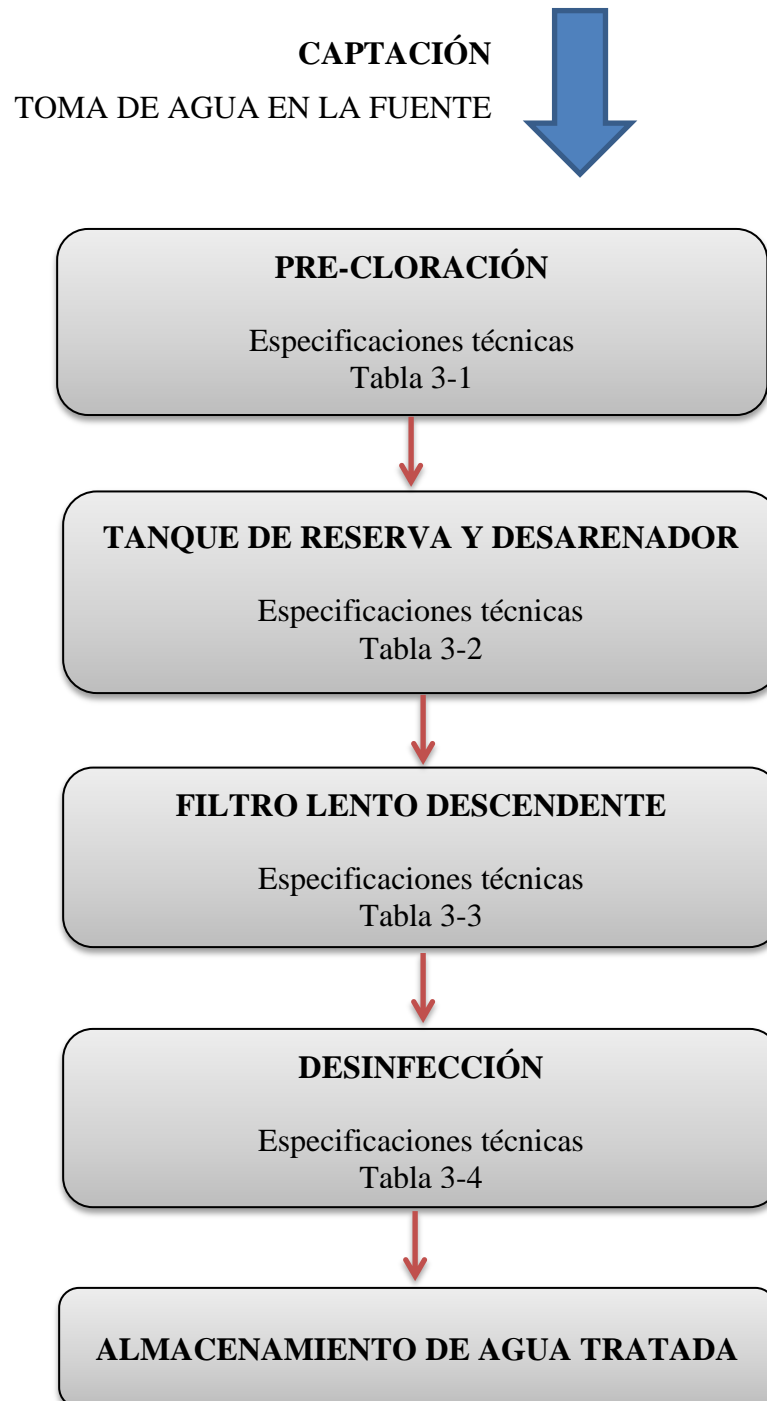 CAPTACIÓN
TOMA DE AGUA EN LA FUENTE
PRE-CLORACIÓN
Especificaciones técnicas
Tabla 3-1
TANQUE DE RESERVA Y DESARENADOR
Especificaciones técnicas
Tabla 3-2
FILTRO LENTO DESCENDENTE
Especificaciones técnicas
Tabla 3-3
DESINFECCIÓN
Especificaciones técnicas
Tabla 3-4
ALMACENAMIENTO DE AGUA TRATADA